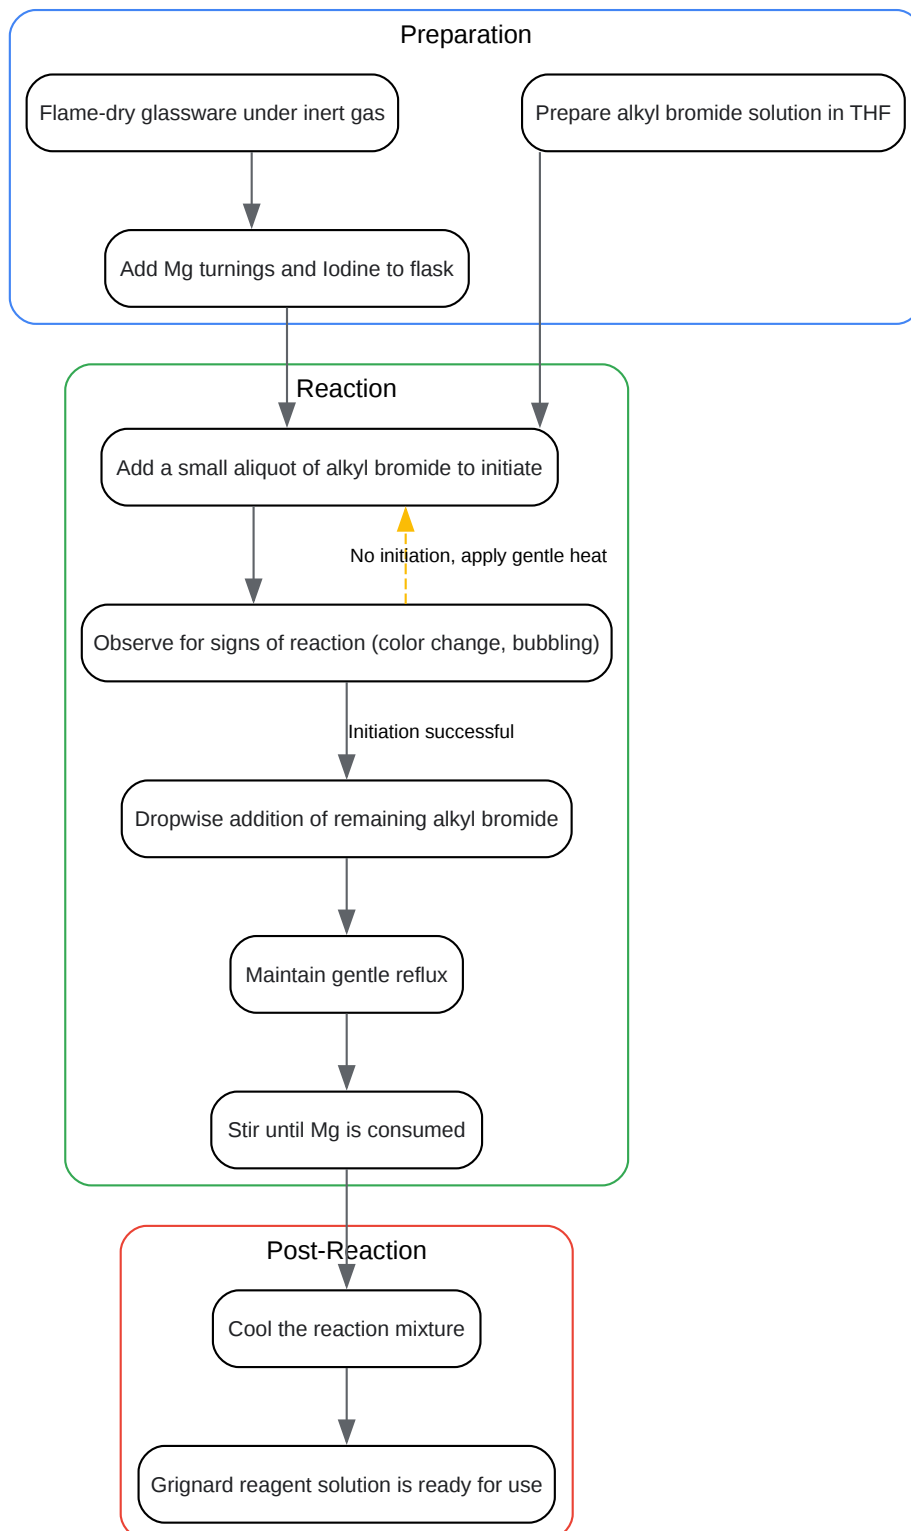 Preparation
Flame-dry glassware under inert gas
Prepare alkyl bromide solution in THF
Add Mg turnings and Iodine to flask
Reaction
Add a small aliquot of alkyl bromide to initiate
No initiation, apply gentle heat
Observe for signs of reaction (color change, bubbling)
Initiation successful
Dropwise addition of remaining alkyl bromide
Maintain gentle reflux
Stir until Mg is consumed
Post-Reaction
Cool the reaction mixture
Grignard reagent solution is ready for use